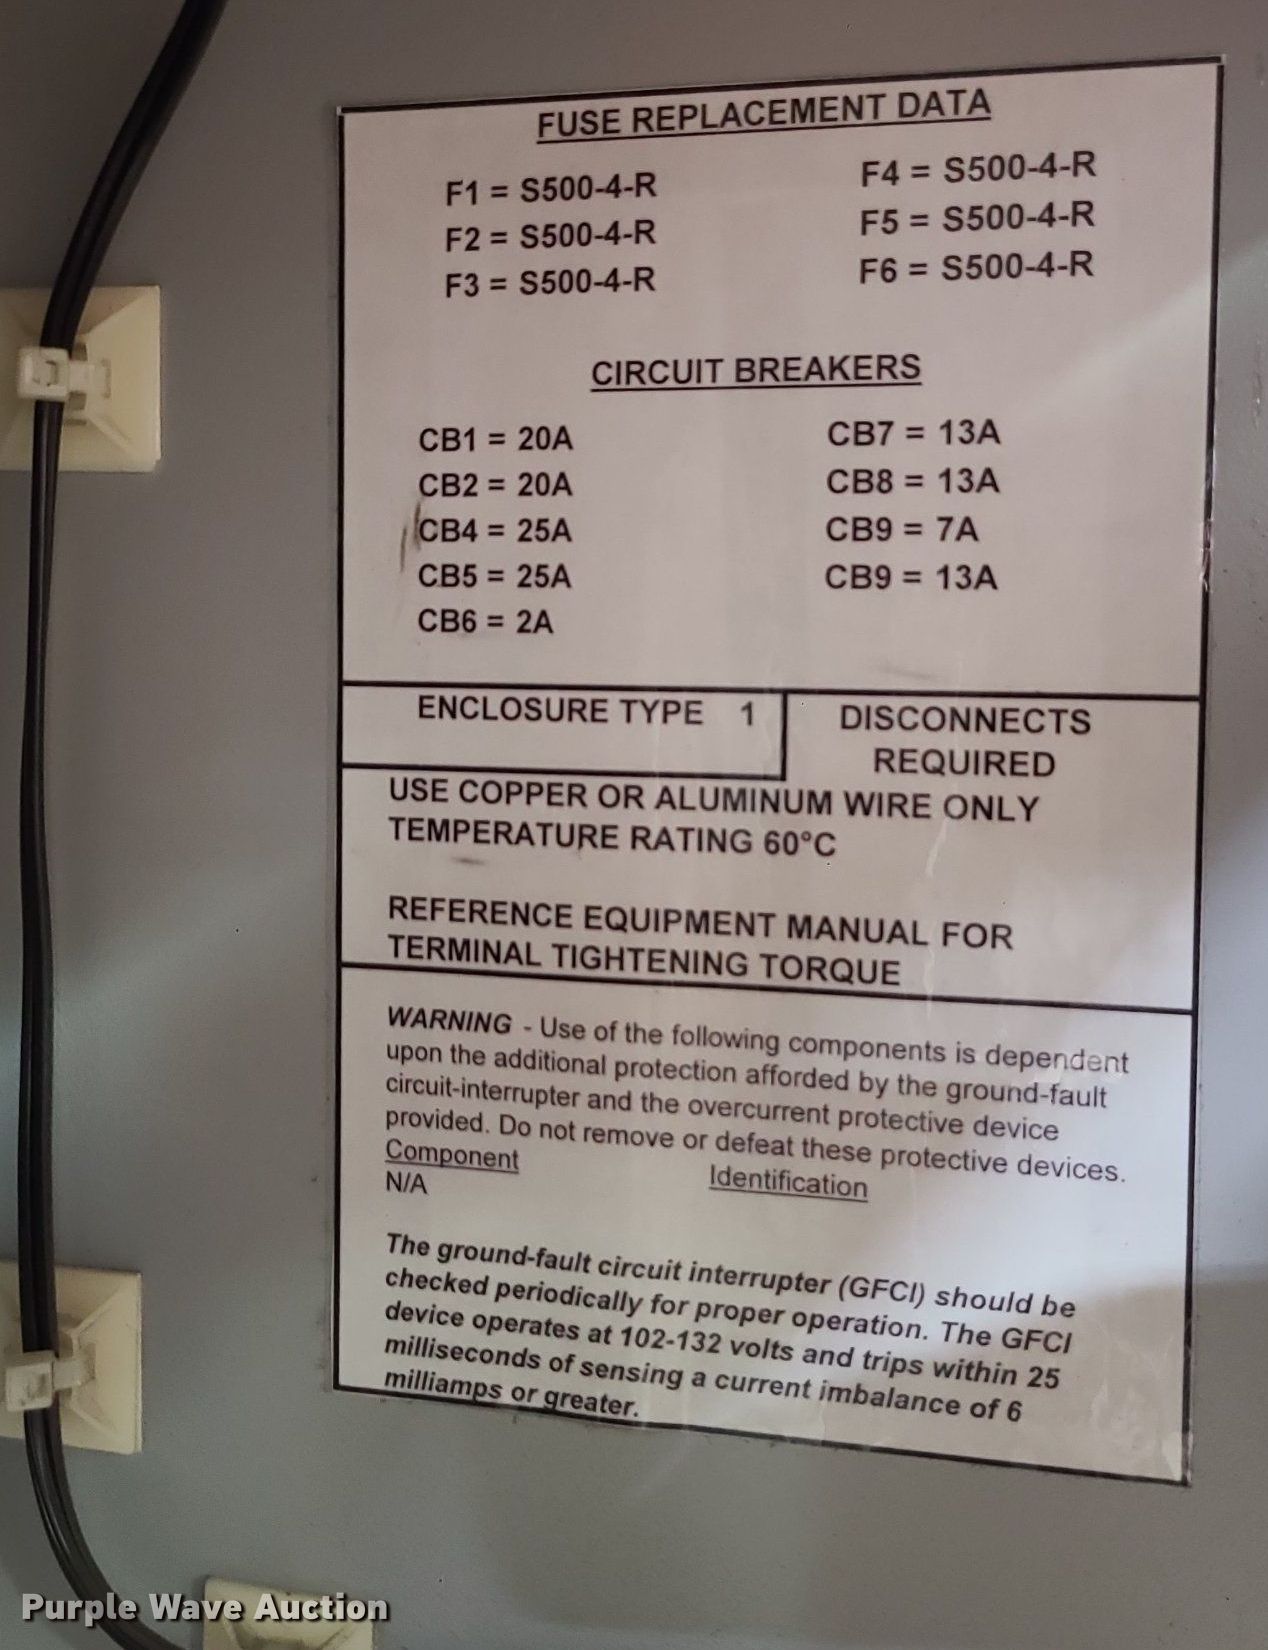 FUSE REPLACEMENT DATA
F1 = S500-4-R
F2 = S500-4-R
F3 = S500-4-R
F4 = S500-4-R
F5 = S500-4-R
F6 = S500-4-R
CIRCUIT BREAKERS
CB1 = 20A
CB2 = 20A
CB4 = 25A
CB5 = 25A
CB6 = 2A
CB7 = 13A
CB8 = 13A
CB9 = 7A
CB9 = 13A
ENCLOSURE TYPE 1
DISCONNECTS
REQUIRED
USE COPPER OR ALUMINUM WIRE ONLY
TEMPERATURE RATING 60°C
REFERENCE EQUIPMENT MANUAL FOR
TERMINAL TIGHTENING TORQUE
WARNING - Use of the following components is dependent
upon the additional protection afforded by the ground-fault
circuit-interrupter and the overcurrent protective device
provided. Do not remove or defeat these protective devices.
Component Identification
N/A
The ground-fault circuit interrupter (GFCI) should be
checked periodically for proper operation. The GFCI
device operates at 102-132 volts and trips within 25
milliseconds of sensing a current imbalance of 6
milliamps or greater.
Purple Wave Auction